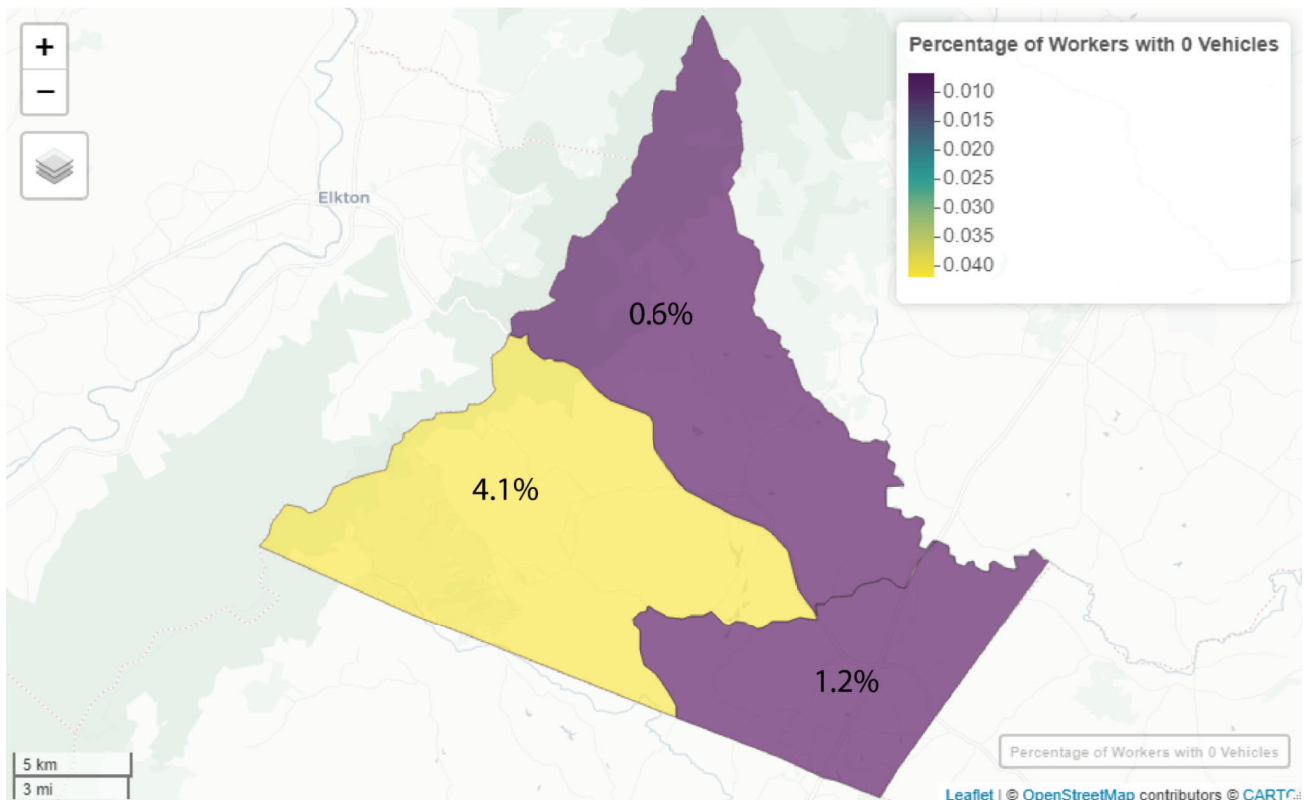 +
−
Elkton
Percentage of Workers with 0 Vehicles
0.010
0.015
0.020
0.025
0.030
0.035
0.040
0.6%
4.1%
1.2%
5 km
3 mi
Percentage of Workers with 0 Vehicles
Leaflet | © OpenStreetMap contributors © CARTO